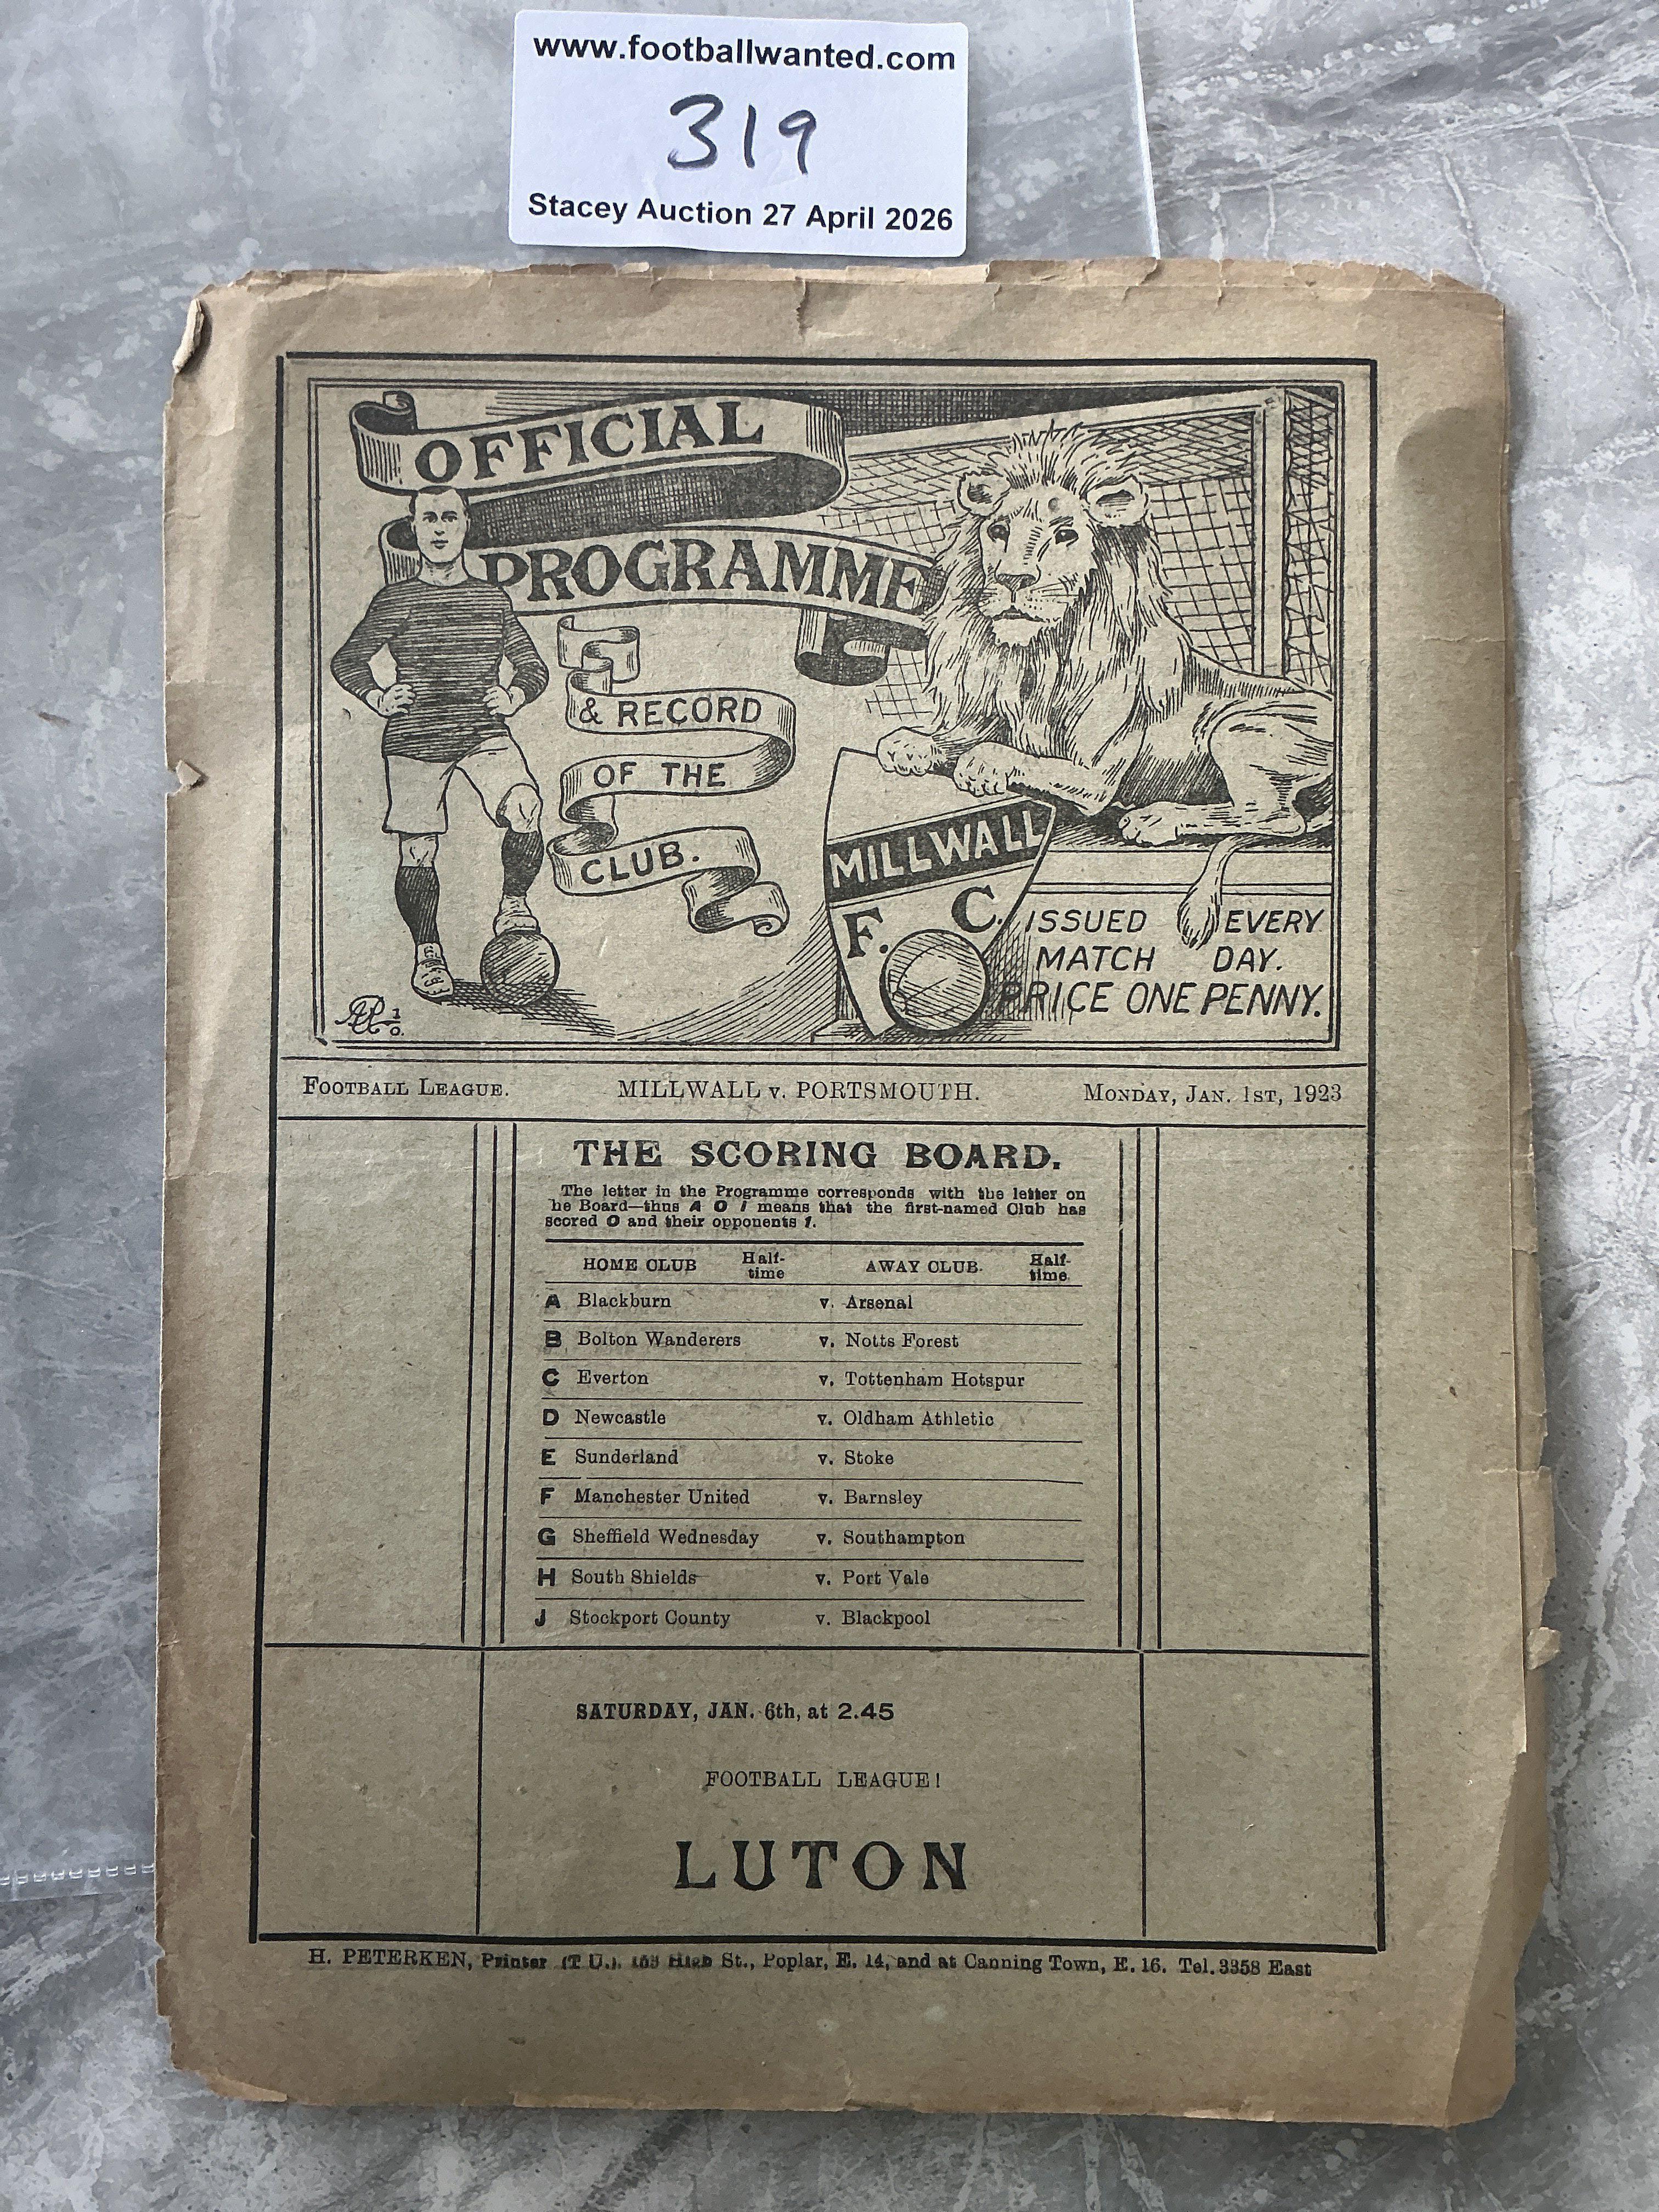 www.footballwanted.com
319
Stacey Auction 27 April 2026
OFFICIAL
PROGRAMME
& RECORD
OF THE
CLUB.
MILLWALL
F. C.
ISSUED EVERY
MATCH DAY.
PRICE ONE PENNY.
FOOTBALL LEAGUE. MILLWALL v. PORTSMOUTH. MONDAY, JAN. 1ST, 1923
THE SCORING BOARD.
The letter in the Programme corresponds with the letter on
he Board—thus A 0 1 means that the first-named Club has
scored 0 and their opponents 1.
HOME CLUB Half-time AWAY CLUB. Half-time
A Blackburn v. Arsenal
B Bolton Wanderers v. Notts Forest
C Everton v. Tottenham Hotspur
D Newcastle v. Oldham Athletic
E Sunderland v. Stoke
F Manchester United v. Barnsley
G Sheffield Wednesday v. Southampton
H South Shields v. Port Vale
J Stockport County v. Blackpool
SATURDAY, JAN. 6th, at 2.45
FOOTBALL LEAGUE!
LUTON
H. PETERKEN, Printer (T.U.), High St., Poplar, E. 14, and at Canning Town, E. 16. Tel. 3358 East